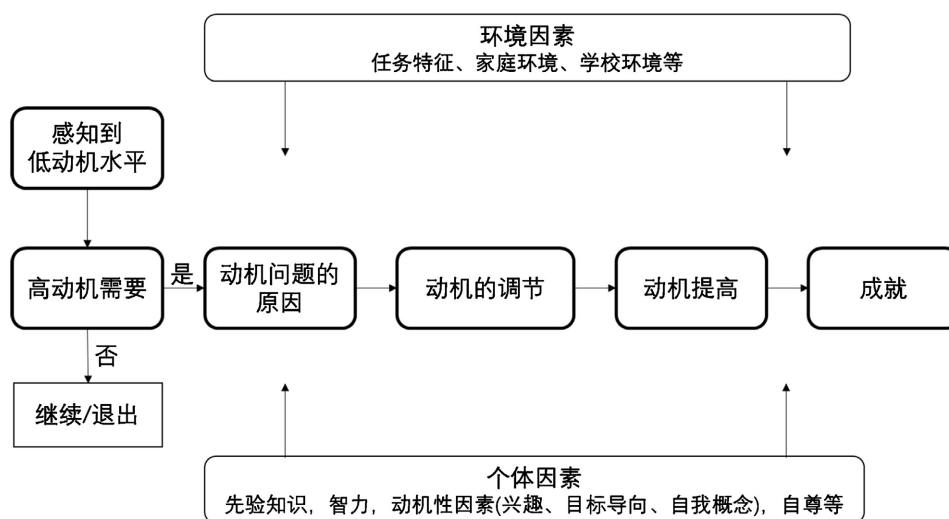 环境因素
任务特征、家庭环境、学校环境等
感知到
低动机水平
高动机需要
是
动机问题的
原因
动机的调节
动机提高
成就
否
继续/退出
个体因素
先验知识，智力，动机性因素(兴趣、目标导向、自我概念)，自尊等